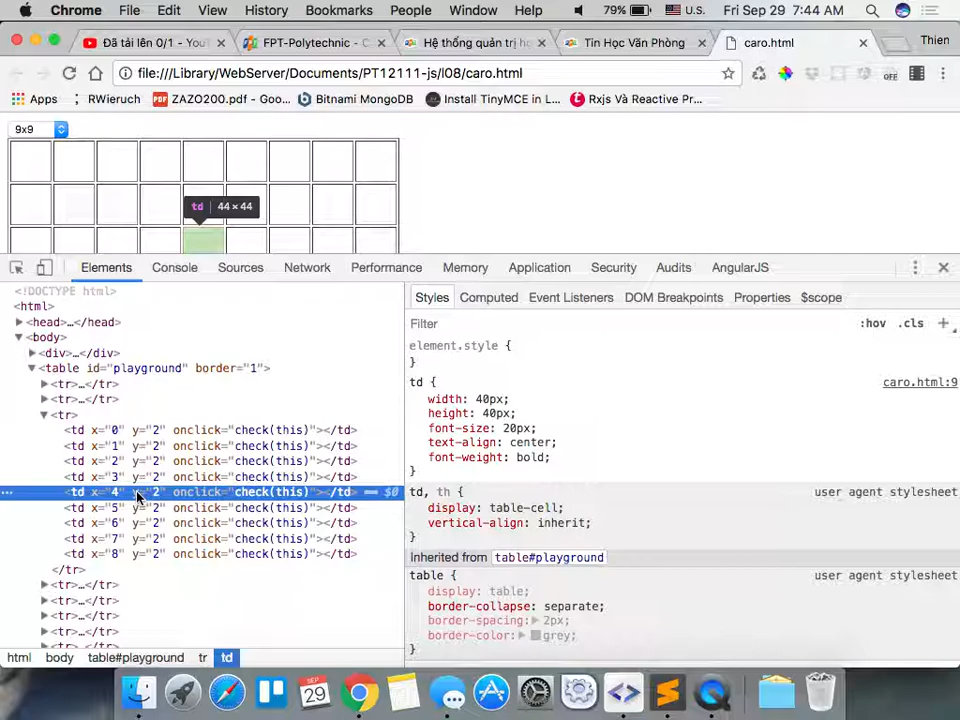 Chrome File Edit View History Bookmarks People Window Help 79% U.S. Fri Sep 29 7:44 AM
Đã tải lên 0/1 - YouTu
FPT-Polytechnic - C
Hệ thống quản trị họ
Tin Học Văn Phòng
caro.html
Thien
file:///Library/WebServer/Documents/PT12111-js/l08/caro.html
OFF
Apps RWieruch ZAZO200.pdf - Goo... Bitnami MongoDB Install TinyMCE in L... Rxjs Và Reactive Pr...
9x9
td 44 × 44
Elements Console Sources Network Performance Memory Application Security Audits AngularJS
<!DOCTYPE html>
<html>
<head>…</head>
<body>
<div>…</div>
<table id="playground" border="1">
<tr>…</tr>
<tr>…</tr>
<tr>
<td x="0" y="2" onclick="check(this)"></td>
<td x="1" y="2" onclick="check(this)"></td>
<td x="2" y="2" onclick="check(this)"></td>
<td x="3" y="2" onclick="check(this)"></td>
… <td x="4" y="2" onclick="check(this)"></td> == $0
<td x="5" y="2" onclick="check(this)"></td>
<td x="6" y="2" onclick="check(this)"></td>
<td x="7" y="2" onclick="check(this)"></td>
<td x="8" y="2" onclick="check(this)"></td>
</tr>
<tr>…</tr>
<tr>…</tr>
<tr>…</tr>
<tr>…</tr>
html body table#playground tr td
Styles Computed Event Listeners DOM Breakpoints Properties $scope
Filter :hov .cls +
element.style {
}
td { caro.html:9
width: 40px;
height: 40px;
font-size: 20px;
text-align: center;
font-weight: bold;
}
td, th { user agent stylesheet
display: table-cell;
vertical-align: inherit;
}
Inherited from table#playground
table { user agent stylesheet
display: table;
border-collapse: separate;
border-spacing: 2px;
border-color: grey;
}
SEP
29